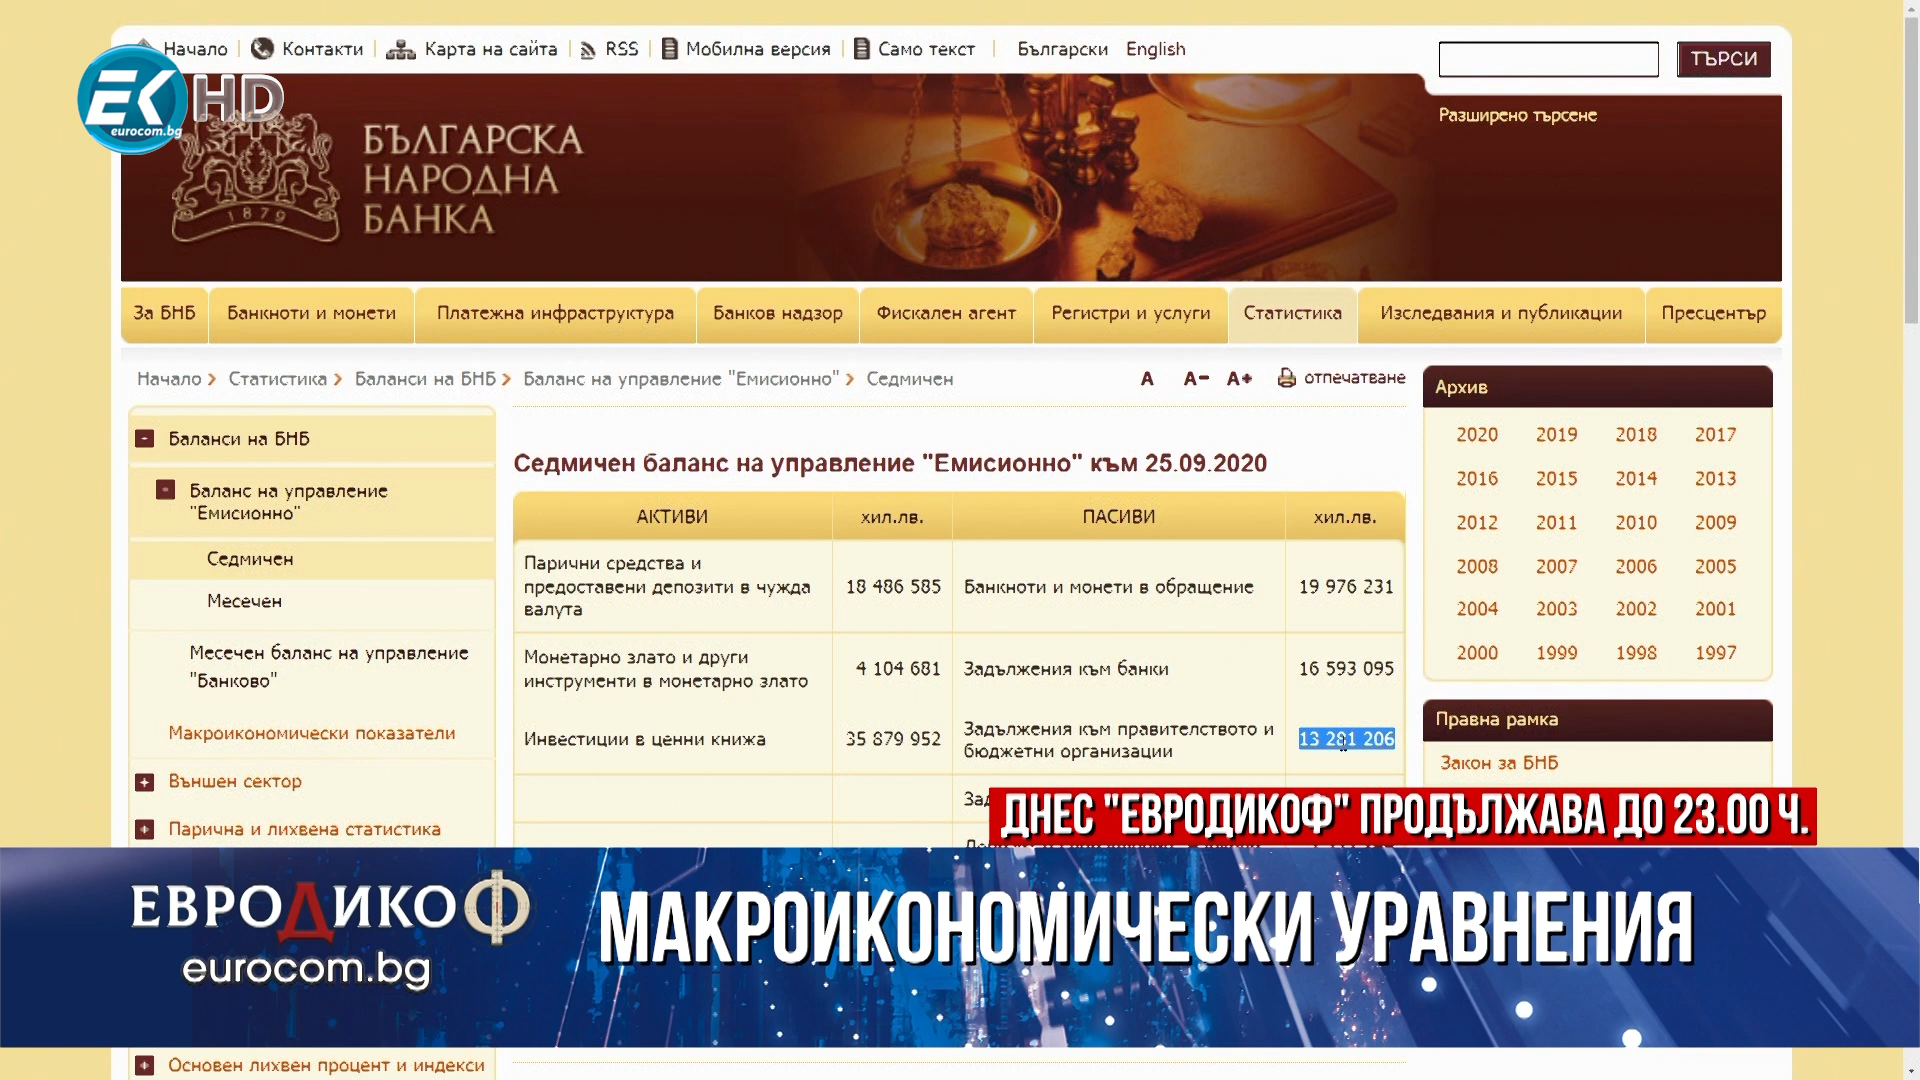 Начало
Контакти
Карта на сайта
RSS
Мобилна версия
Само текст
Български
English
ТЪРСИ
Разширено търсене
EK HD
eurocom.bg
БЪЛГАРСКА
НАРОДНА
БАНКА
1879
За БНБ
Банкноти и монети
Платежна инфраструктура
Банков надзор
Фискален агент
Регистри и услуги
Статистика
Изследвания и публикации
Пресцентър
Начало Статистика Баланси на БНБ Баланс на управление "Емисионно" Седмичен
A A- A+ отпечатване
Баланси на БНБ
Баланс на управление
"Емисионно"
Седмичен
Месечен
Месечен баланс на управление
"Банково"
Макроикономически показатели
Външен сектор
Парична и лихвена статистика
Основен лихвен процент и индекси
Седмичен баланс на управление "Емисионно" към 25.09.2020
АКТИВИ хил.лв. ПАСИВИ хил.лв.
Парични средства и
предоставени депозити в чужда
валута
18 486 585
Банкноти и монети в обращение
19 976 231
Монетарно злато и други
инструменти в монетарно злато
4 104 681
Задължения към банки
16 593 095
Инвестиции в ценни книжа
35 879 952
Задължения към правителството и
бюджетни организации
13 281 206
Архив
2020 2019 2018 2017
2016 2015 2014 2013
2012 2011 2010 2009
2008 2007 2006 2005
2004 2003 2002 2001
2000 1999 1998 1997
Правна рамка
Закон за БНБ
ДНЕС "ЕВРОДИКОФ" ПРОДЪЛЖАВА ДО 23.00 Ч.
ЕВРОДИКОФ
eurocom.bg
МАКРОИКОНОМИЧЕСКИ УРАВНЕНИЯ